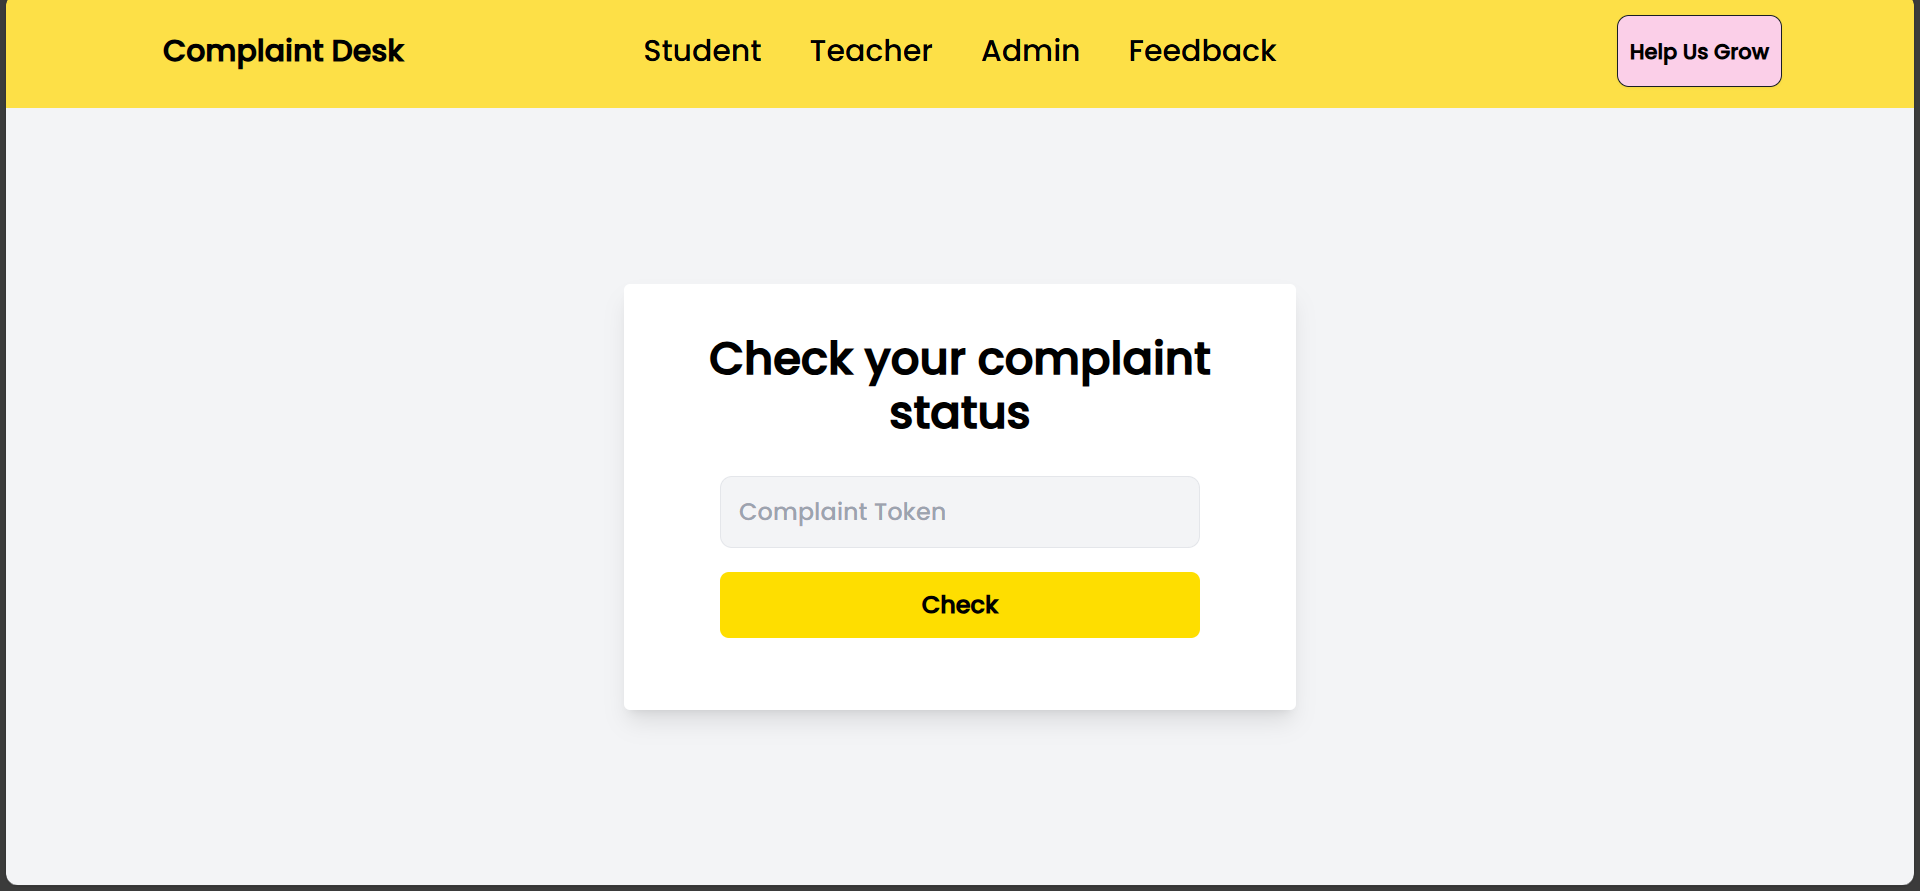 Complaint Desk
Student Teacher Admin Feedback
Help Us Grow
Check your complaint
status
Complaint Token
Check